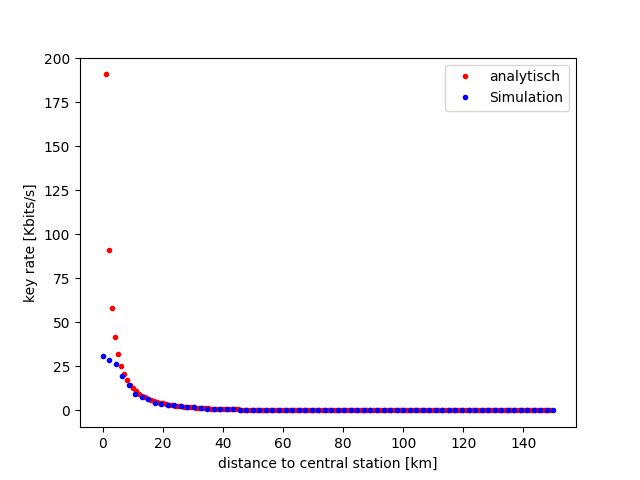 200
175
150
125
100
75
50
25
0
key rate [Kbits/s]
analytisch
Simulation
0 20 40 60 80 100 120 140
distance to central station [km]